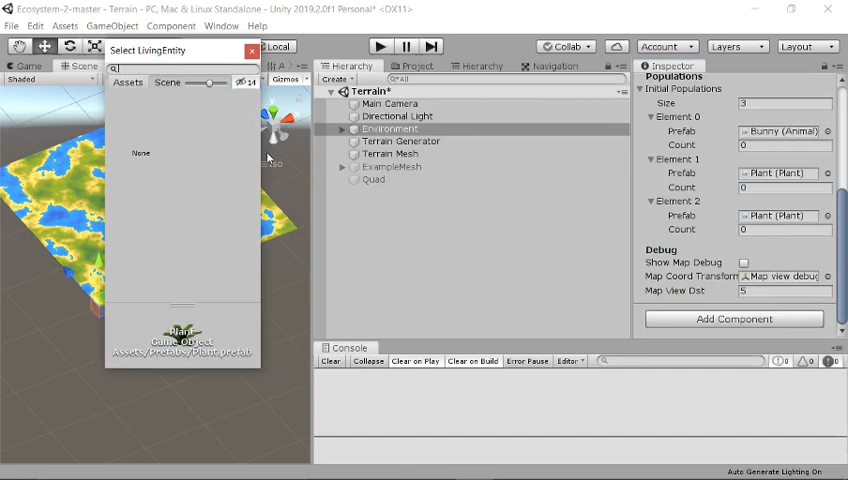 Ecosystem-2-master - Terrain - PC, Mac & Linux Standalone - Unity 2019.2.0f1 Personal* <DX11>
File Edit Assets GameObject Component Window Help
Local Collab Account Layers Layout
Game Scene
Shaded Gizmos
Select LivingEntity
Assets Scene 14
None
Plant
Game Object
Assets/Prefabs/Plant.prefab
Iso
Hierarchy Project Hierarchy Navigation
Create All
Terrain*
Main Camera
Directional Light
Environment
Terrain Generator
Terrain Mesh
ExampleMesh
Quad
Console
Clear Collapse Clear on Play Clear on Build Error Pause Editor 0 0 0
Inspector
Populations
Initial Populations
Size 3
Element 0
Prefab Bunny (Animal)
Count 0
Element 1
Prefab Plant (Plant)
Count 0
Element 2
Prefab Plant (Plant)
Count 0
Debug
Show Map Debug
Map Coord Transform Map view debug
Map View Dst 5
Add Component
Auto Generate Lighting On